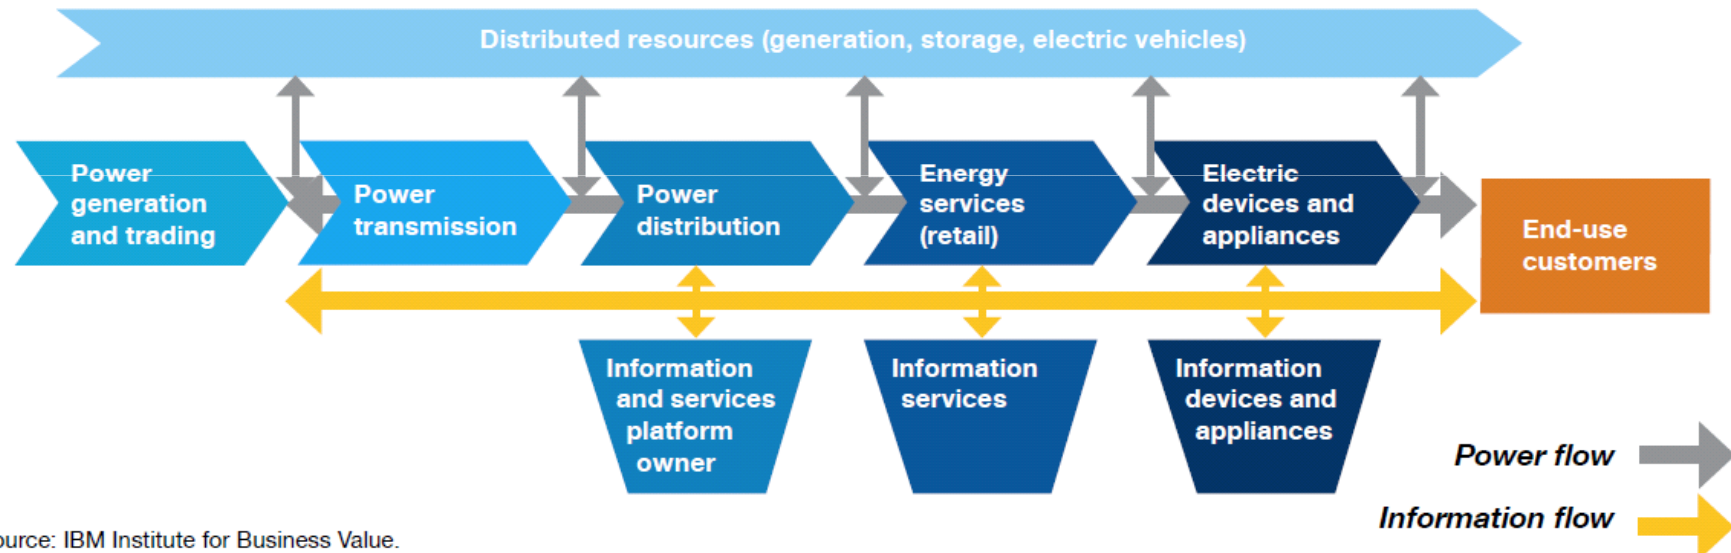 Distributed resources (generation, storage, electric vehicles)
Power
generation
and trading
Power
transmission
Power
distribution
Energy
services
(retail)
Electric
devices and
appliances
End-use
customers
Information
and services
platform
owner
Information
services
Information
devices and
appliances
Power flow
Information flow
ource: IBM Institute for Business Value.